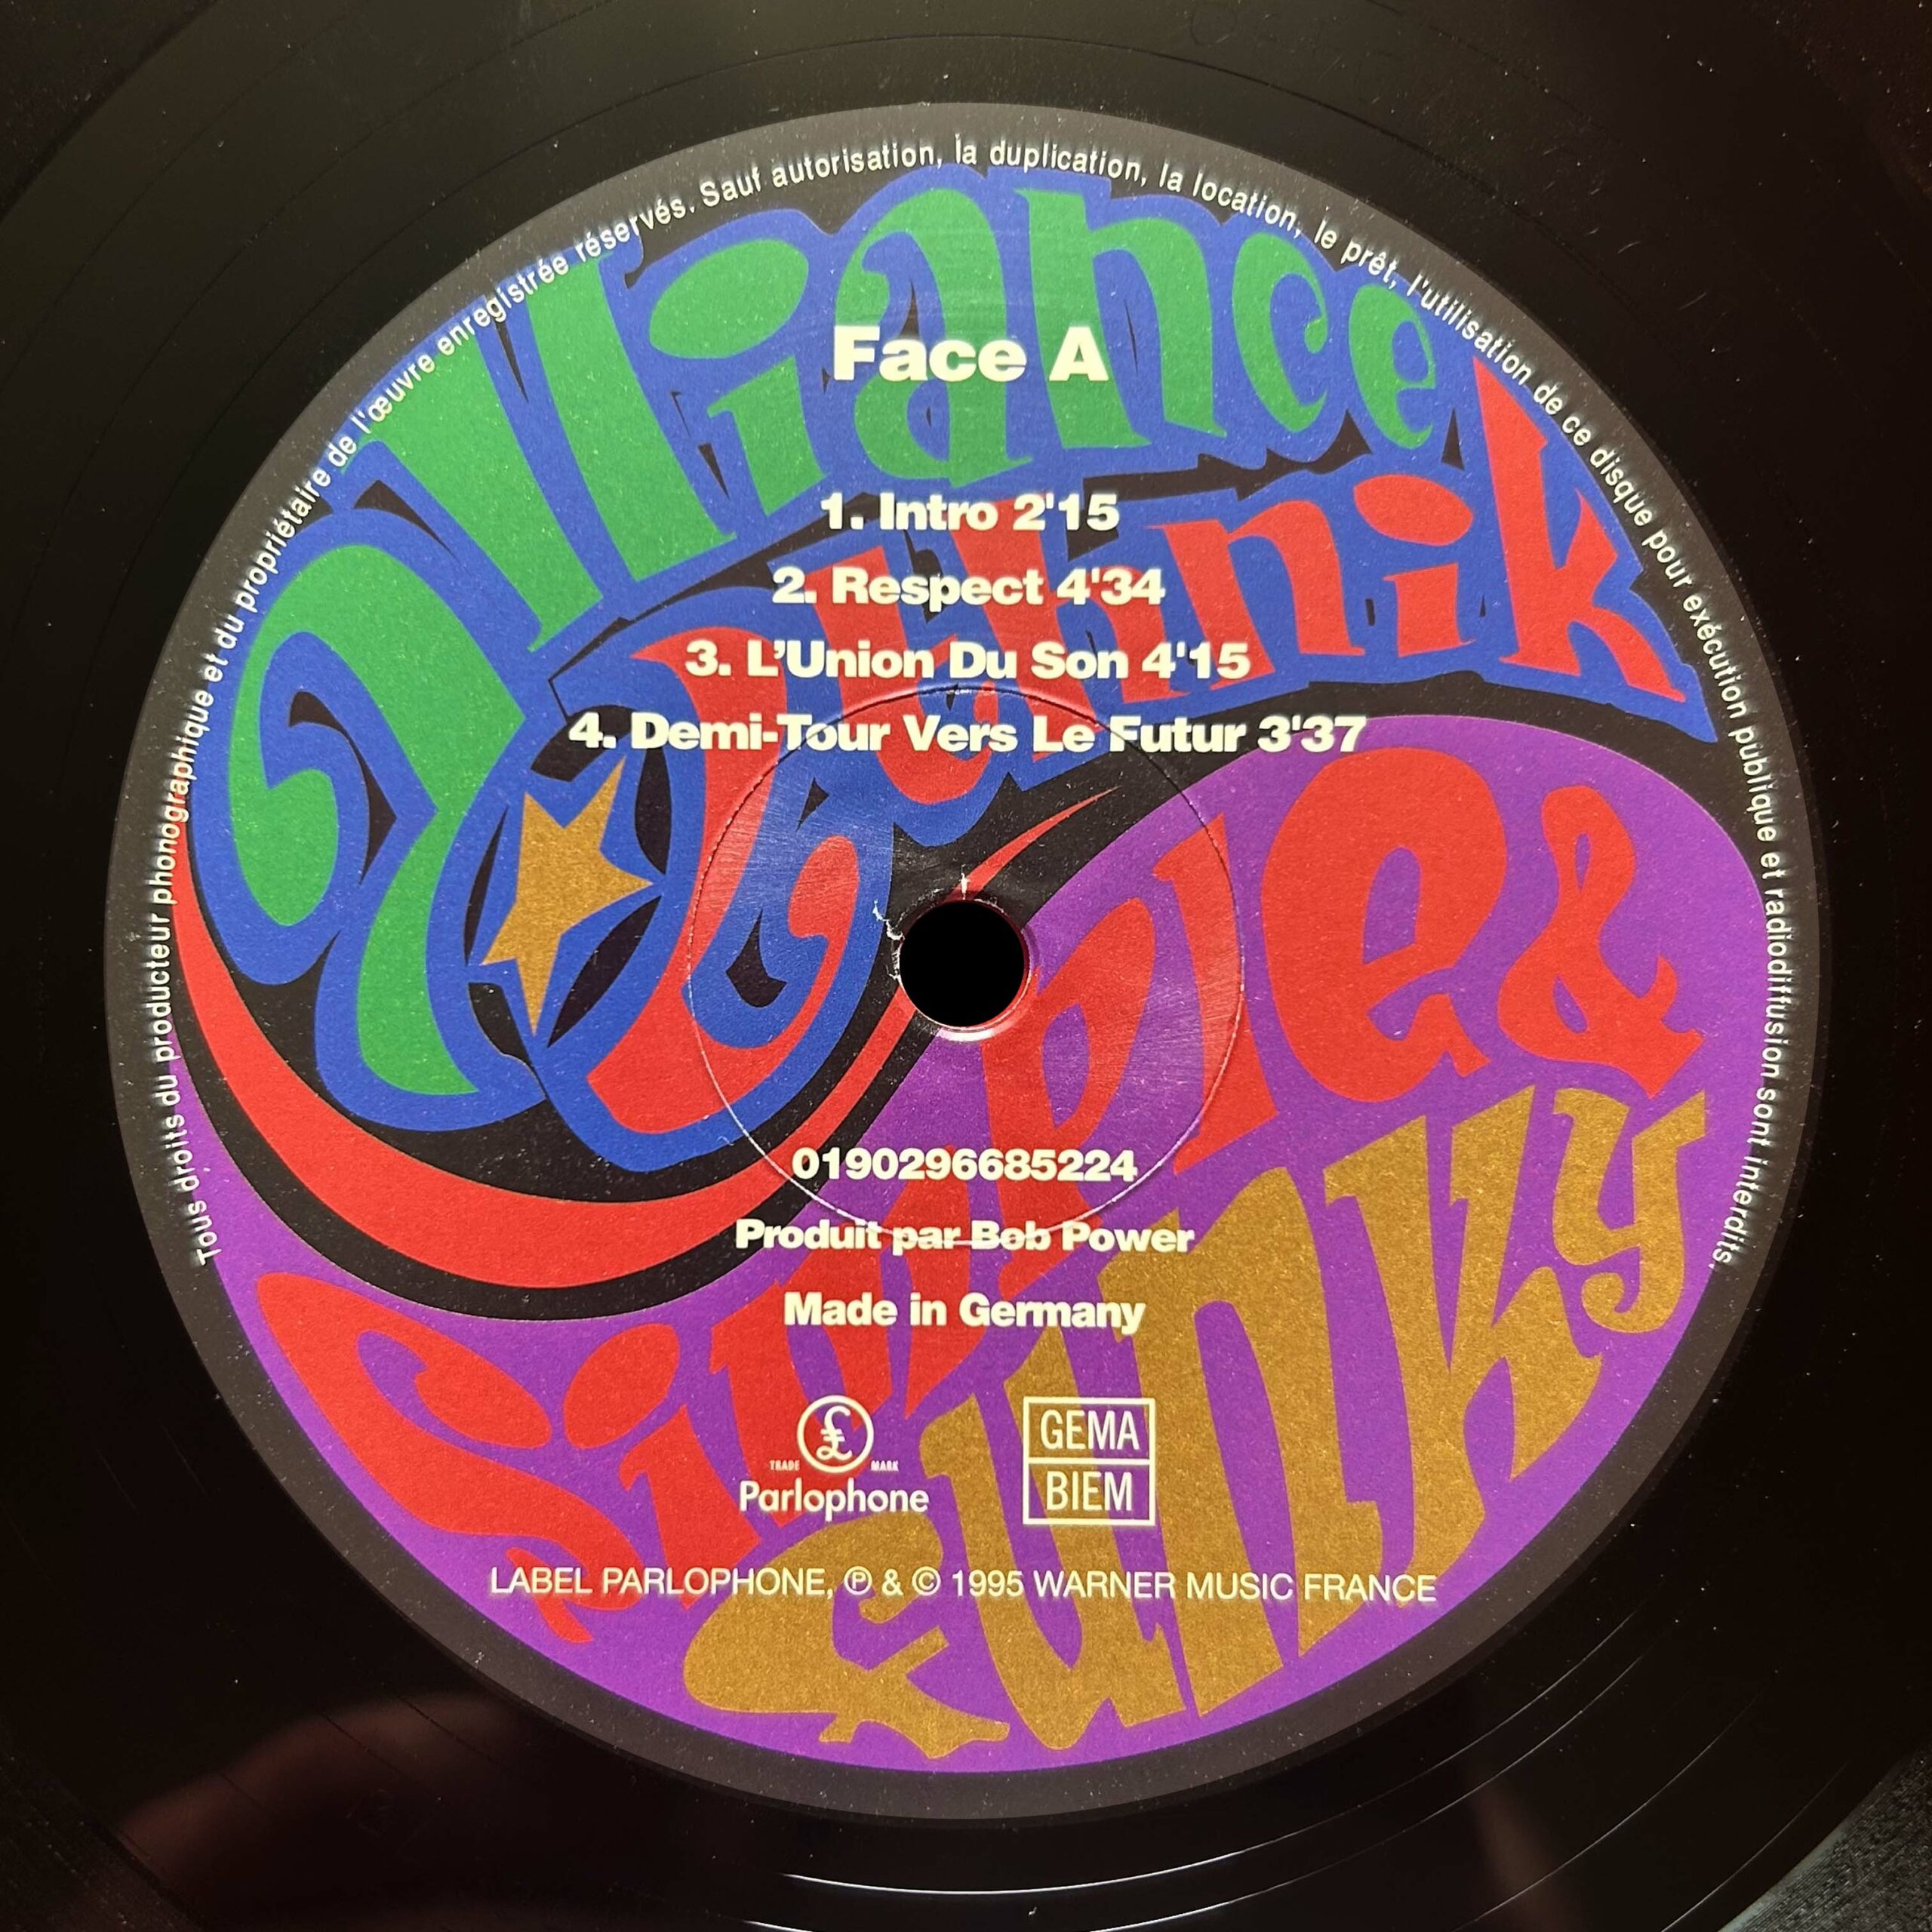 Tous droits du producteur phonographique et du propriétaire de l'œuvre enregistrée réservés. Sauf autorisation, la duplication, la location, le prêt, l'utilisation de ce disque pour exécution publique et radiodiffusion sont interdits.
Alliance
Ethnik
Face A
1. Intro 2'15
2. Respect 4'34
3. L’Union Du Son 4'15
4. Demi-Tour Vers Le Futur 3'37
Simple &
Funky
0190296685224
Produit par Bob Power
Made in Germany
£
TRADE MARK
Parlophone
GEMA
BIEM
LABEL PARLOPHONE, ℗ & © 1995 WARNER MUSIC FRANCE